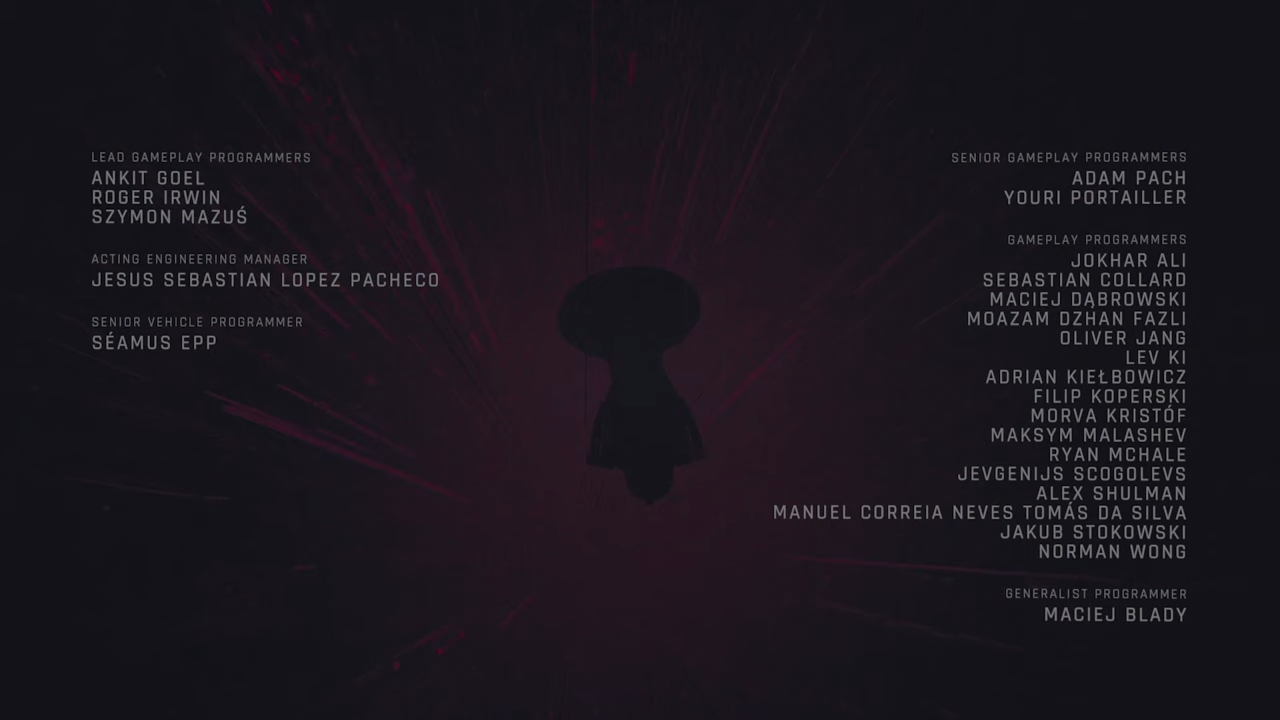 LEAD GAMEPLAY PROGRAMMERS
ANKIT GOEL
ROGER IRWIN
SZYMON MAZUŚ
ACTING ENGINEERING MANAGER
JESUS SEBASTIAN LOPEZ PACHECO
SENIOR VEHICLE PROGRAMMER
SÉAMUS EPP
SENIOR GAMEPLAY PROGRAMMERS
ADAM PACH
YOURI PORTAILLER
GAMEPLAY PROGRAMMERS
JOKHAR ALI
SEBASTIAN COLLARD
MACIEJ DĄBROWSKI
MOAZAM DZHAN FAZLI
OLIVER JANG
LEV KI
ADRIAN KIEŁBOWICZ
FILIP KOPERSKI
MORVA KRISTÓF
MAKSYM MALASHEV
RYAN MCHALE
JEVGENIJS SCOGOLEVS
ALEX SHULMAN
MANUEL CORREIA NEVES TOMÁS DA SILVA
JAKUB STOKOWSKI
NORMAN WONG
GENERALIST PROGRAMMER
MACIEJ BLADY